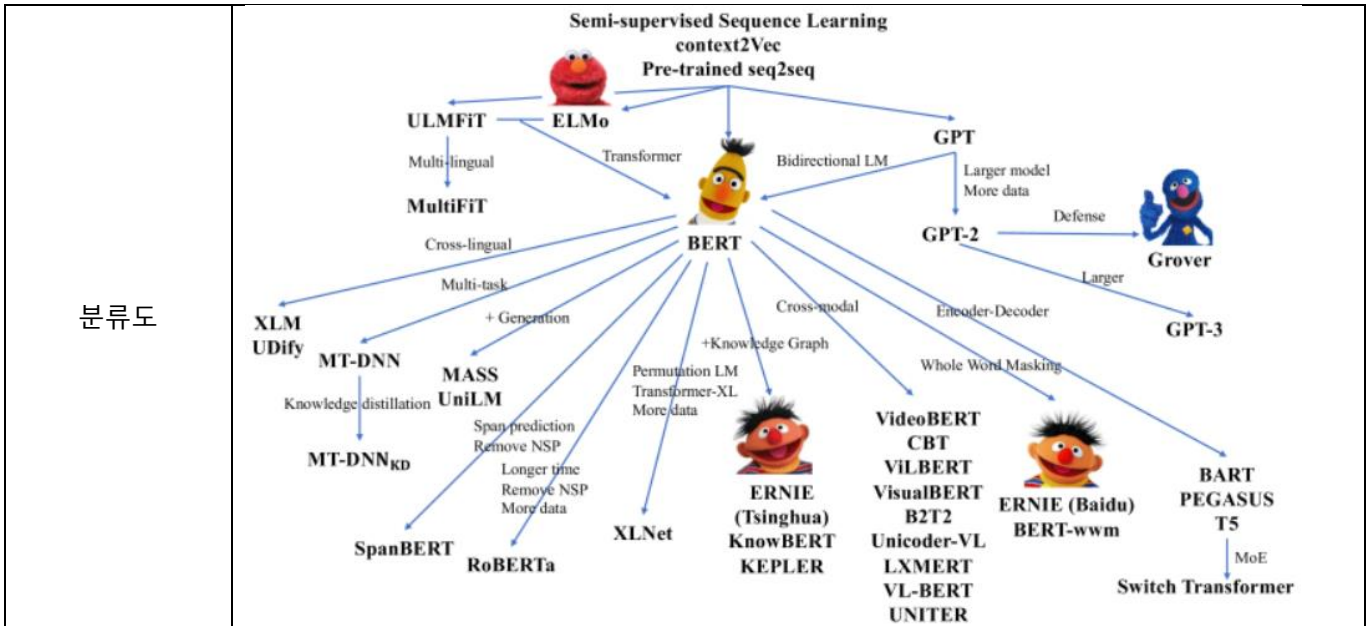 분류도
Semi-supervised Sequence Learning
context2Vec
Pre-trained seq2seq
ULMFiT
ELMo
GPT
Multi-lingual
Transformer
Bidirectional LM
Larger model
More data
MultiFiT
Defense
GPT-2
BERT
Grover
Cross-lingual
Larger
Multi-task
Cross-modal
Encoder-Decoder
+ Generation
XLM
UDify
GPT-3
+Knowledge Graph
MT-DNN
Whole Word Masking
MASS
UniLM
Permutation LM
Transformer-XL
More data
Knowledge distillation
Span prediction
Remove NSP
VideoBERT
CBT
ViLBERT
VisualBERT
B2T2
Unicoder-VL
LXMERT
VL-BERT
UNITER
MT-DNNKD
Longer time
Remove NSP
More data
BART
PEGASUS
T5
ERNIE
(Tsinghua)
KnowBERT
KEPLER
ERNIE (Baidu)
BERT-wwm
XLNet
SpanBERT
RoBERTa
MoE
Switch Transformer